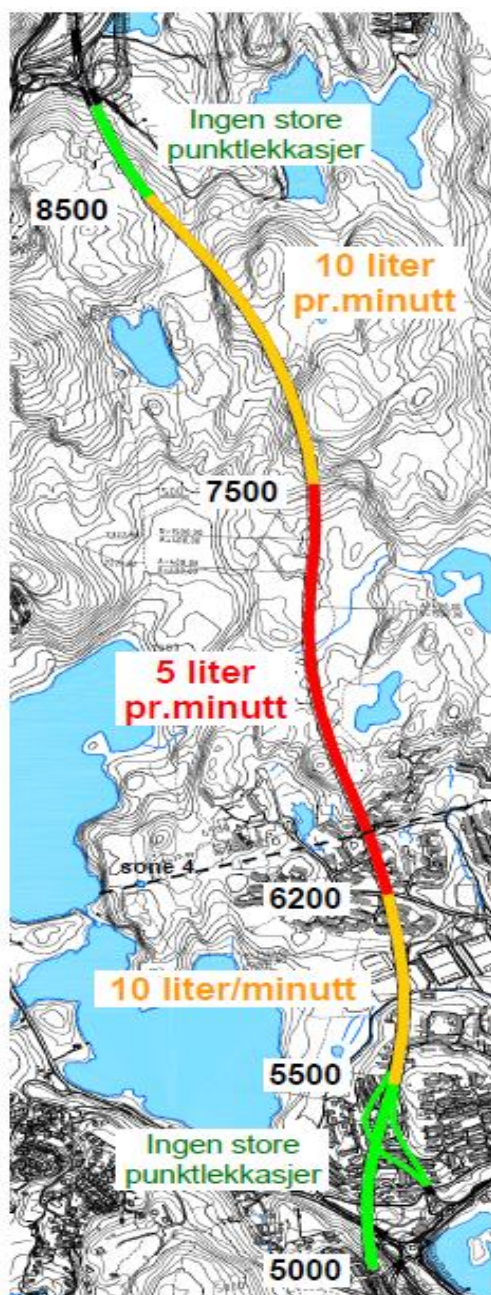 Ingen store
punktlekkasjer
8500
10 liter
pr.minutt
7500
5 liter
pr.minutt
sone 4
6200
10 liter/minutt
5500
Ingen store
punktlekkasjer
5000